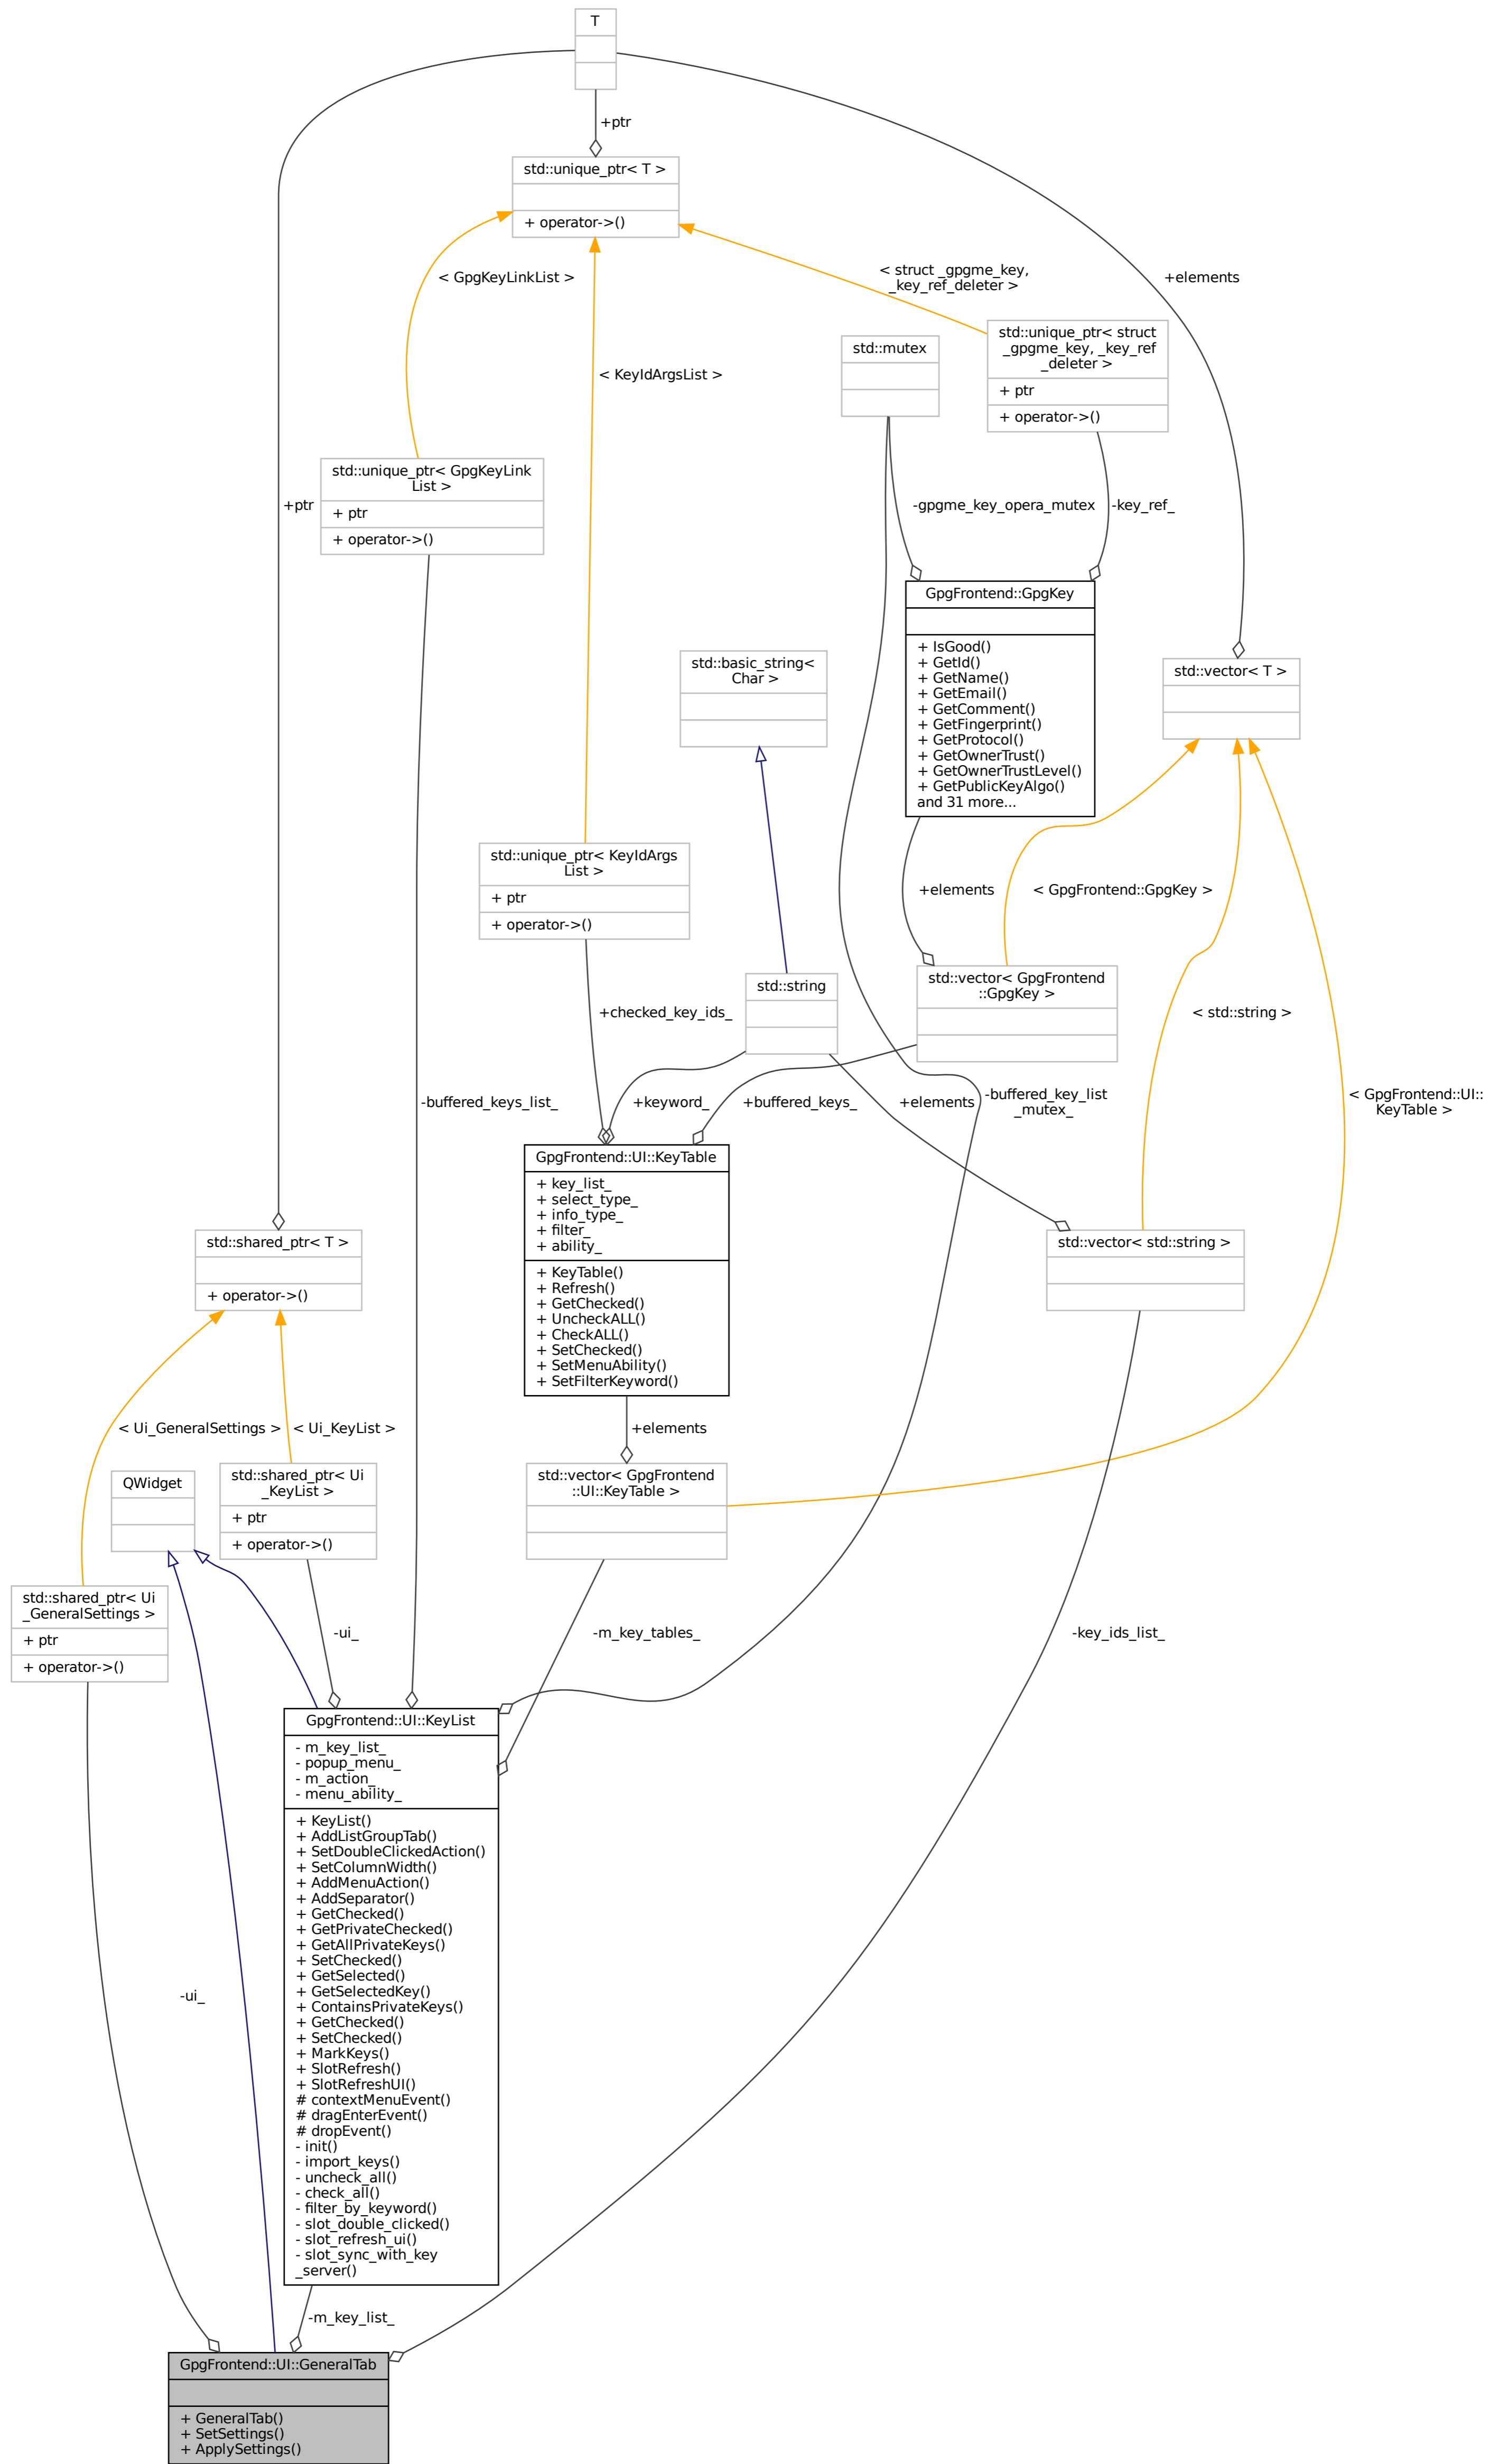 T
+ptr
std::unique_ptr< T >
+ operator->()
+elements
< GpgKeyLinkList >
< struct _gpgme_key,
_key_ref_deleter >
std::unique_ptr< struct
_gpgme_key, _key_ref
_deleter >
+ ptr
+ operator->()
std::mutex
< KeyIdArgsList >
std::unique_ptr< GpgKeyLink
List >
+ ptr
+ operator->()
+ptr
-gpgme_key_opera_mutex
-key_ref_
GpgFrontend::GpgKey
+ IsGood()
+ GetId()
+ GetName()
+ GetEmail()
+ GetComment()
+ GetFingerprint()
+ GetProtocol()
+ GetOwnerTrust()
+ GetOwnerTrustLevel()
+ GetPublicKeyAlgo()
and 31 more...
std::basic_string<
Char >
std::vector< T >
std::unique_ptr< KeyIdArgs
List >
+ ptr
+ operator->()
+elements
< GpgFrontend::GpgKey >
std::string
std::vector< GpgFrontend
::GpgKey >
+checked_key_ids_
< std::string >
-buffered_keys_list_
+keyword_
+buffered_keys_
+elements
-buffered_key_list
_mutex_
< GpgFrontend::UI::
KeyTable >
GpgFrontend::UI::KeyTable
+ key_list_
+ select_type_
+ info_type_
+ filter_
+ ability_
+ KeyTable()
+ Refresh()
+ GetChecked()
+ UncheckALL()
+ CheckALL()
+ SetChecked()
+ SetMenuAbility()
+ SetFilterKeyword()
std::shared_ptr< T >
+ operator->()
std::vector< std::string >
< Ui_GeneralSettings >
< Ui_KeyList >
+elements
QWidget
std::shared_ptr< Ui
_KeyList >
+ ptr
+ operator->()
std::vector< GpgFrontend
::UI::KeyTable >
std::shared_ptr< Ui
_GeneralSettings >
+ ptr
+ operator->()
-ui_
-m_key_tables_
-key_ids_list_
GpgFrontend::UI::KeyList
- m_key_list_
- popup_menu_
- m_action_
- menu_ability_
+ KeyList()
+ AddListGroupTab()
+ SetDoubleClickedAction()
+ SetColumnWidth()
+ AddMenuAction()
+ AddSeparator()
+ GetChecked()
+ GetPrivateChecked()
+ GetAllPrivateKeys()
+ SetChecked()
+ GetSelected()
+ GetSelectedKey()
+ ContainsPrivateKeys()
+ GetChecked()
+ SetChecked()
+ MarkKeys()
+ SlotRefresh()
+ SlotRefreshUI()
# contextMenuEvent()
# dragEnterEvent()
# dropEvent()
- init()
- import_keys()
- uncheck_all()
- check_all()
- filter_by_keyword()
- slot_double_clicked()
- slot_refresh_ui()
- slot_sync_with_key
_server()
-ui_
-m_key_list_
GpgFrontend::UI::GeneralTab
+ GeneralTab()
+ SetSettings()
+ ApplySettings()